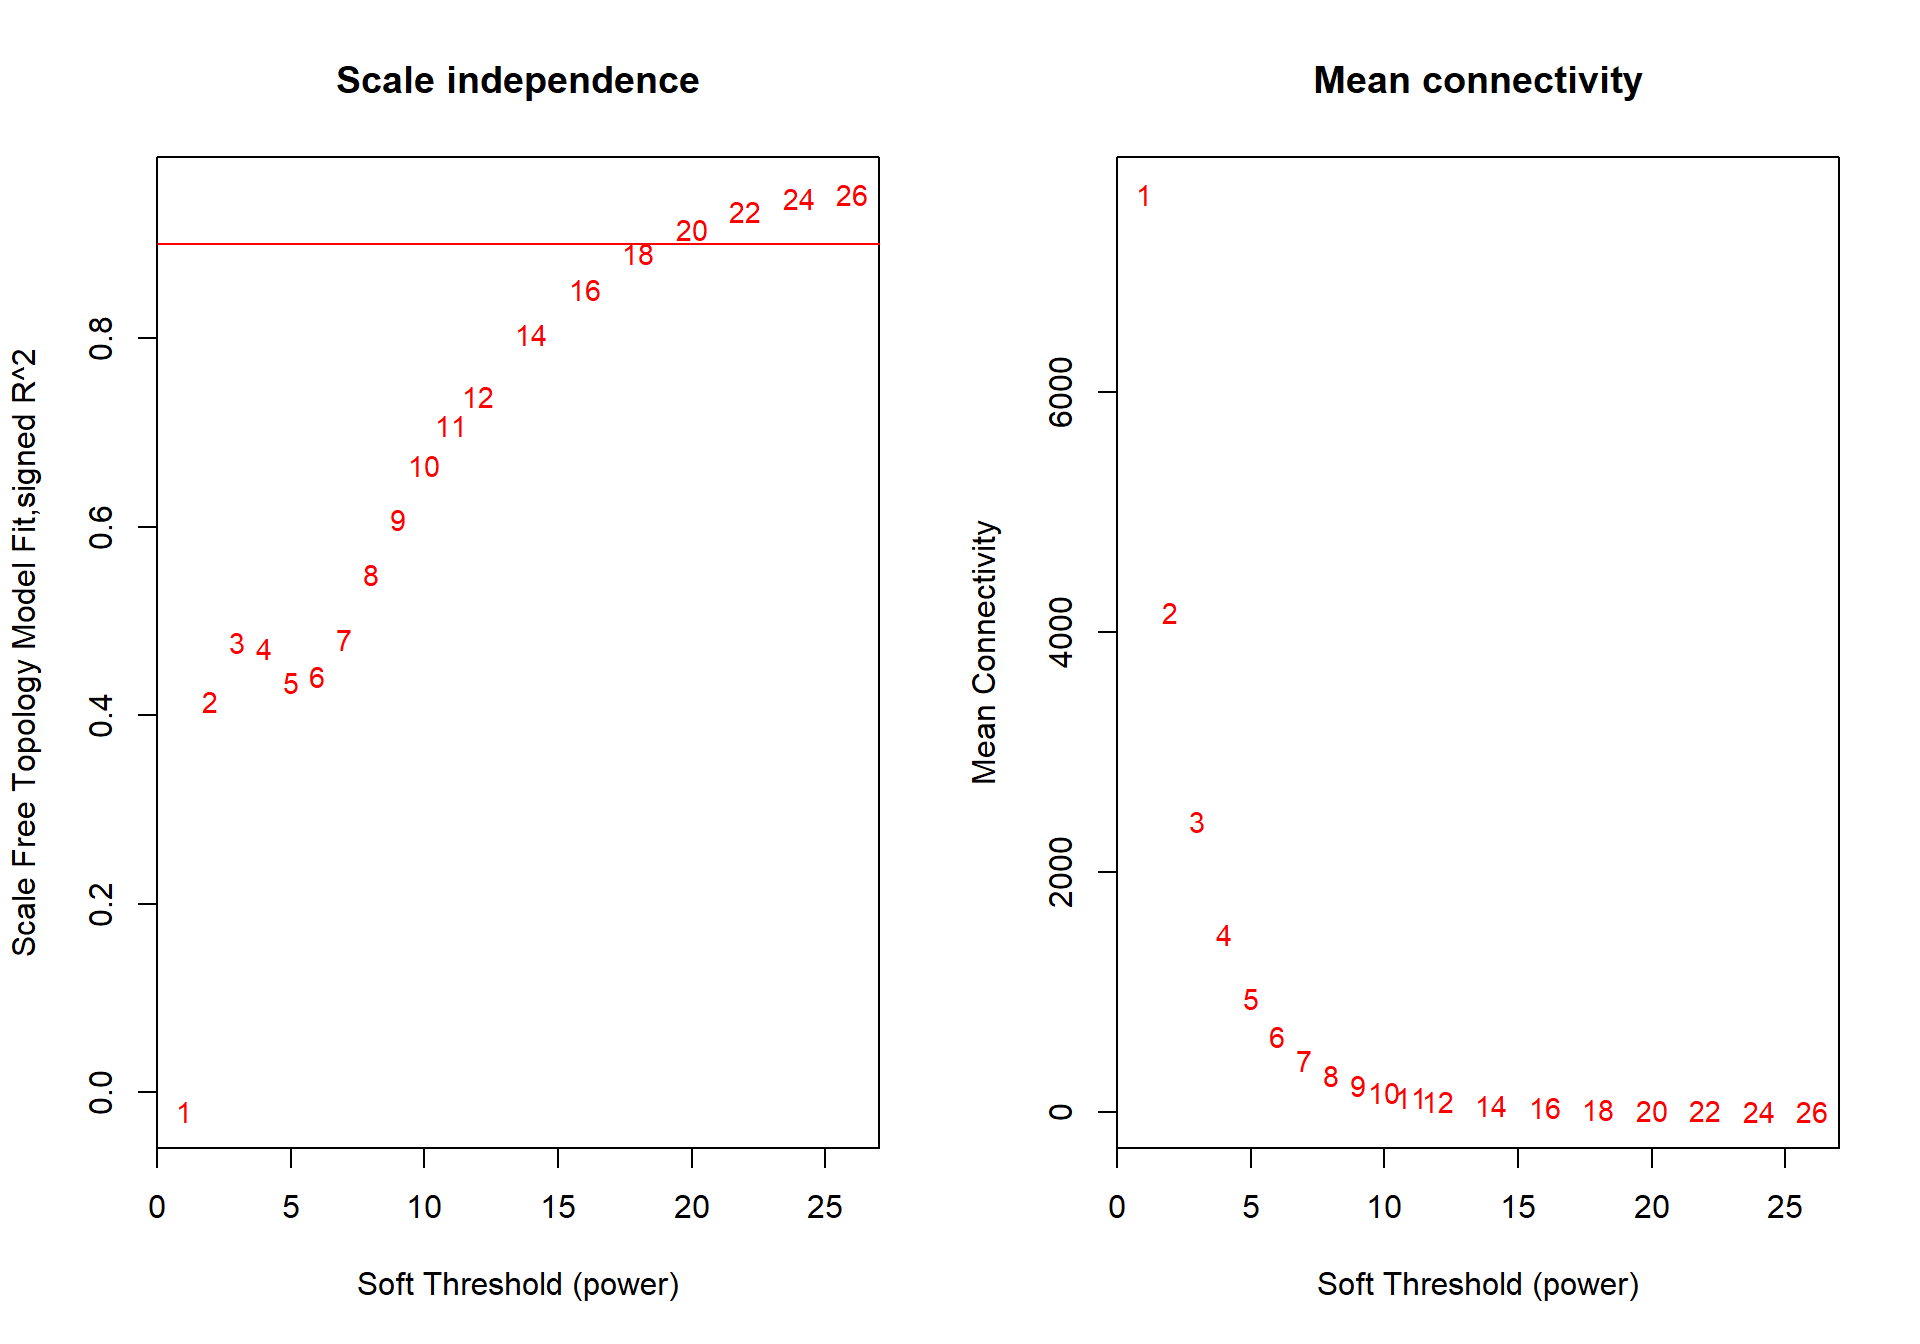 Scale independence
Scale Free Topology Model Fit,signed R^2
0.0 0.2 0.4 0.6 0.8
1 2 3 4 5 6 7 8 9 10 11 12 14 16 18 20 22 24 26
0 5 10 15 20 25
Soft Threshold (power)
Mean connectivity
Mean Connectivity
0 2000 4000 6000
1 2 3 4 5 6 7 8 9 10 11 12 14 16 18 20 22 24 26
0 5 10 15 20 25
Soft Threshold (power)